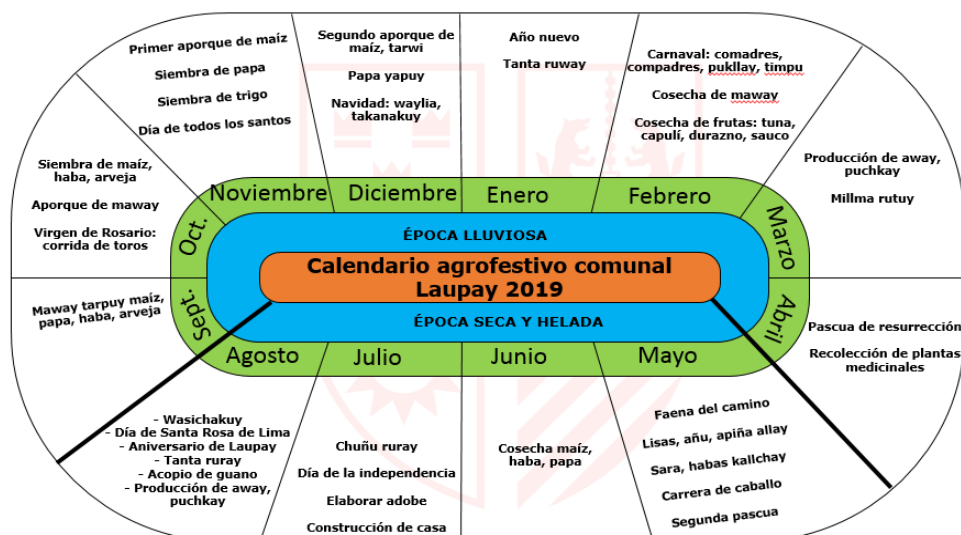 Primer aporque de maíz
Siembra de papa
Siembra de trigo
Día de todos los santos
Segundo aporque de
maíz, tarwi
Papa yapuy
Navidad: waylia,
takanakuy
Año nuevo
Tanta ruway
Carnaval: comadres,
compadres, pukllay, timpu
Cosecha de maway
Cosecha de frutas: tuna,
capulí, durazno, sauco
Siembra de maíz,
haba, arveja
Aporque de maway
Virgen de Rosario:
corrida de toros
Producción de away,
puchkay
Millma rutuy
Noviembre
Diciembre
Enero
Febrero
Oct.
Marzo
ÉPOCA LLUVIOSA
Calendario agrofestivo comunal
Laupay 2019
ÉPOCA SECA Y HELADA
Sept.
Abril
Agosto
Julio
Junio
Mayo
Maway tarpuy maíz,
papa, haba, arveja
Pascua de resurrección
Recolección de plantas
medicinales
- Wasichakuy
- Día de Santa Rosa de Lima
- Aniversario de Laupay
- Tanta ruray
- Acopio de guano
- Producción de away,
puchkay
Chuñu ruray
Día de la independencia
Elaborar adobe
Construcción de casa
Cosecha maíz,
haba, papa
Faena del camino
Lisas, añu, apiña allay
Sara, habas kallchay
Carrera de caballo
Segunda pascua